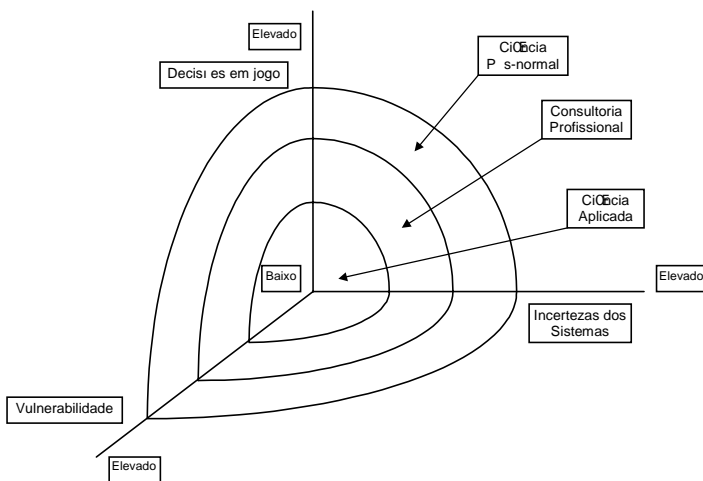 Elevado
Decisı es em jogo
CiŒncia
P s-normal
Consultoria
Profissional
CiŒncia
Aplicada
Baixo
Elevado
Incertezas dos
Sistemas
Vulnerabilidade
Elevado